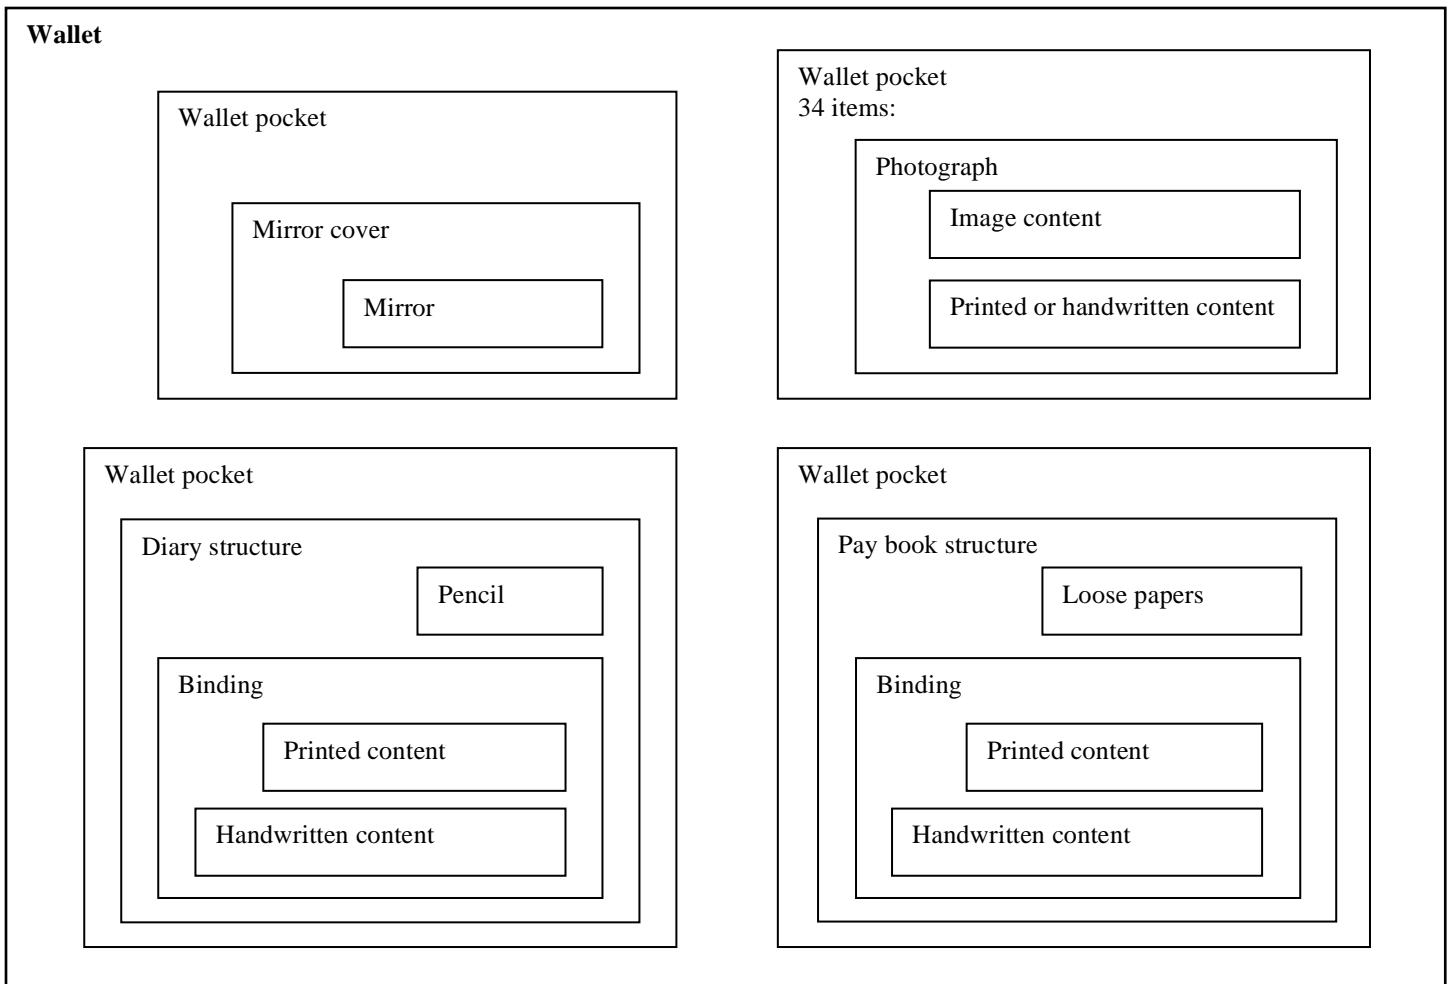 Wallet
Wallet pocket
Mirror cover
Mirror
Wallet pocket
34 items:
Photograph
Image content
Printed or handwritten content
Wallet pocket
Diary structure
Pencil
Binding
Printed content
Handwritten content
Wallet pocket
Pay book structure
Loose papers
Binding
Printed content
Handwritten content